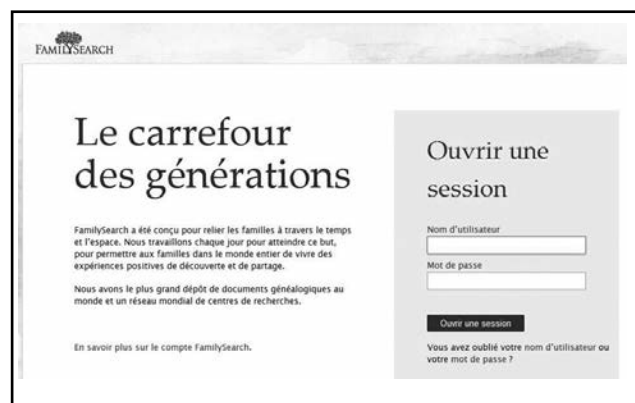 FAMILYSEARCH
Le carrefour
des générations
FamilySearch a été conçu pour relier les familles à travers le temps
et l'espace. Nous travaillons chaque jour pour atteindre ce but,
pour permettre aux familles dans le monde entier de vivre des
expériences positives de découverte et de partage.
Nous avons le plus grand dépôt de documents généalogiques au
monde et un réseau mondial de centres de recherches.
En savoir plus sur le compte FamilySearch.
Ouvrir une
session
Nom d'utilisateur
Mot de passe
Ouvrir une session
Vous avez oublié votre nom d'utilisateur ou
votre mot de passe ?